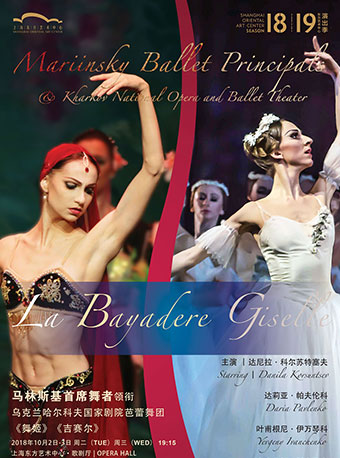 SHANGHAI
ORIENTAL
ART CENTER
SEASON
18 19 演出季
Mariinsky Ballet Principals
& Kharkov National Opera and Ballet Theater
La Bayadere Giselle
主演 | 达尼拉·科尔苏特塞夫
Starring | Danila Korsuntsev
达莉亚·帕夫伦科
Daria Pavlenko
叶甫根尼·伊万琴科
Yevgeny Ivanchenko
马林斯基首席舞者领衔
乌克兰哈尔科夫国家剧院芭蕾舞团
《舞姬》《吉赛尔》
2018年10月2日-3日 周二（TUE）周三（WED） 19:15
上海东方艺术中心·歌剧厅 | OPERA HALL